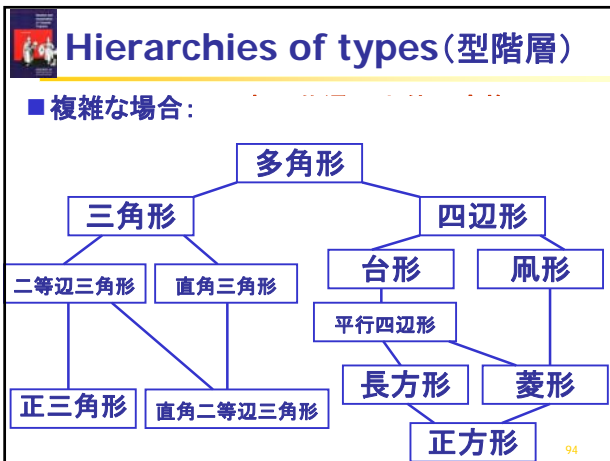 Hierarchies of types(型階層)
■複雑な場合:
多角形
三角形 四辺形
二等辺三角形 直角三角形 台形 凧形
平行四辺形
正三角形 直角二等辺三角形 長方形 菱形
正方形
94